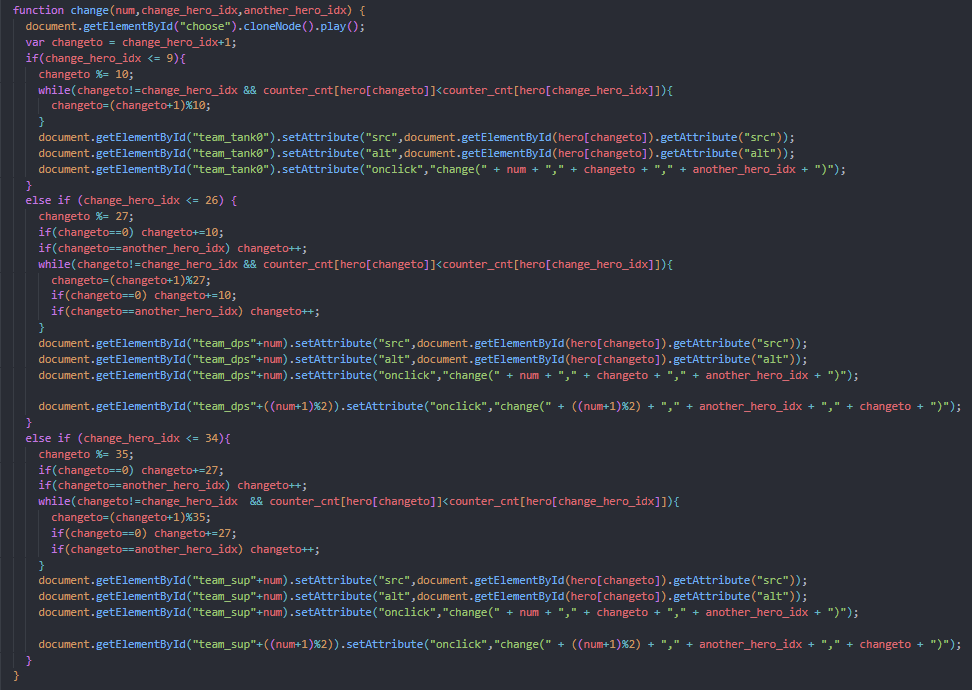 function change(num,change_hero_idx,another_hero_idx) {
  document.getElementById("choose").cloneNode().play();
  var changeto = change_hero_idx+1;
  if(change_hero_idx <= 9){
    changeto %= 10;
    while(changeto!=change_hero_idx && counter_cnt[hero[changeto]]<counter_cnt[hero[change_hero_idx]]){
      changeto=(changeto+1)%10;
    }
    document.getElementById("team_tank0").setAttribute("src",document.getElementById(hero[changeto]).getAttribute("src"));
    document.getElementById("team_tank0").setAttribute("alt",document.getElementById(hero[changeto]).getAttribute("alt"));
    document.getElementById("team_tank0").setAttribute("onclick","change(" + num + "," + changeto + "," + another_hero_idx + ")");
  }
  else if (change_hero_idx <= 26) {
    changeto %= 27;
    if(changeto==0) changeto+=10;
    if(changeto==another_hero_idx) changeto++;
    while(changeto!=change_hero_idx && counter_cnt[hero[changeto]]<counter_cnt[hero[change_hero_idx]]){
      changeto=(changeto+1)%27;
      if(changeto==0) changeto+=10;
      if(changeto==another_hero_idx) changeto++;
    }
    document.getElementById("team_dps"+num).setAttribute("src",document.getElementById(hero[changeto]).getAttribute("src"));
    document.getElementById("team_dps"+num).setAttribute("alt",document.getElementById(hero[changeto]).getAttribute("alt"));
    document.getElementById("team_dps"+num).setAttribute("onclick","change(" + num + "," + changeto + "," + another_hero_idx + ")");
    document.getElementById("team_dps"+((num+1)%2)).setAttribute("onclick","change(" + ((num+1)%2) + "," + another_hero_idx + "," + changeto + ")");
  }
  else if (change_hero_idx <= 34){
    changeto %= 35;
    if(changeto==0) changeto+=27;
    if(changeto==another_hero_idx) changeto++;
    while(changeto!=change_hero_idx  && counter_cnt[hero[changeto]]<counter_cnt[hero[change_hero_idx]]){
      changeto=(changeto+1)%35;
      if(changeto==0) changeto+=27;
      if(changeto==another_hero_idx) changeto++;
    }
    document.getElementById("team_sup"+num).setAttribute("src",document.getElementById(hero[changeto]).getAttribute("src"));
    document.getElementById("team_sup"+num).setAttribute("alt",document.getElementById(hero[changeto]).getAttribute("alt"));
    document.getElementById("team_sup"+num).setAttribute("onclick","change(" + num + "," + changeto + "," + another_hero_idx + ")");
    document.getElementById("team_sup"+((num+1)%2)).setAttribute("onclick","change(" + ((num+1)%2) + "," + another_hero_idx + "," + changeto + ")");
  }
}